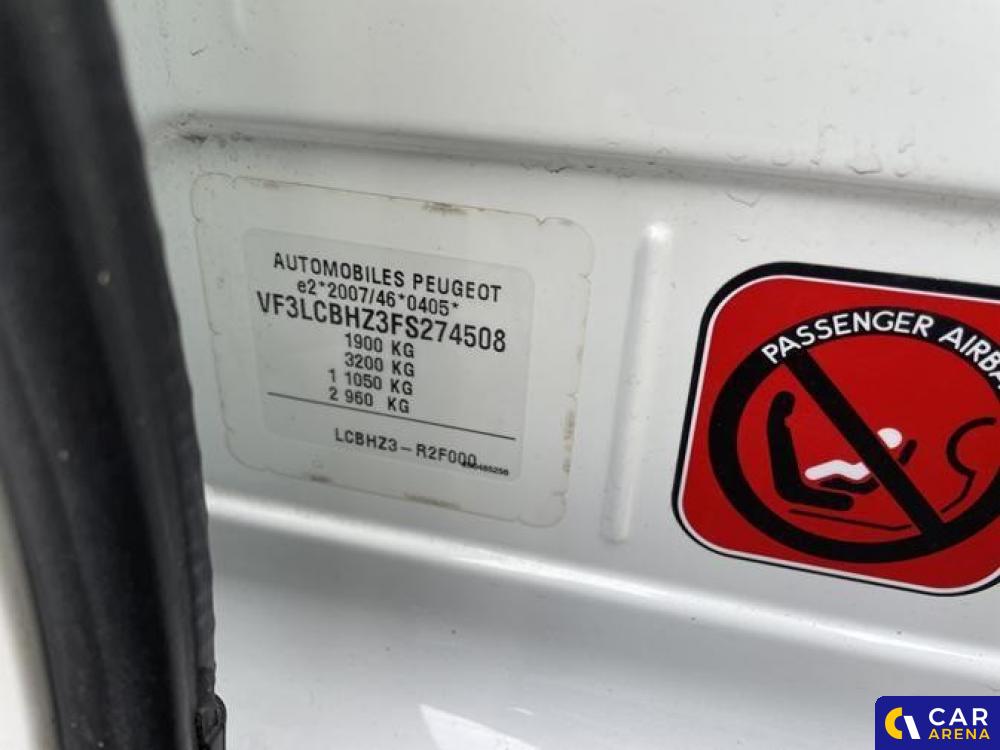 AUTOMOBILES PEUGEOT
e2*2007/46*0405*
VF3LCBHZ3FS274508
1900 KG
3200 KG
1 1050 KG
2 960 KG
LCBHZ3-R2F000
PASSENGER AIRBA
CAR
ARENA